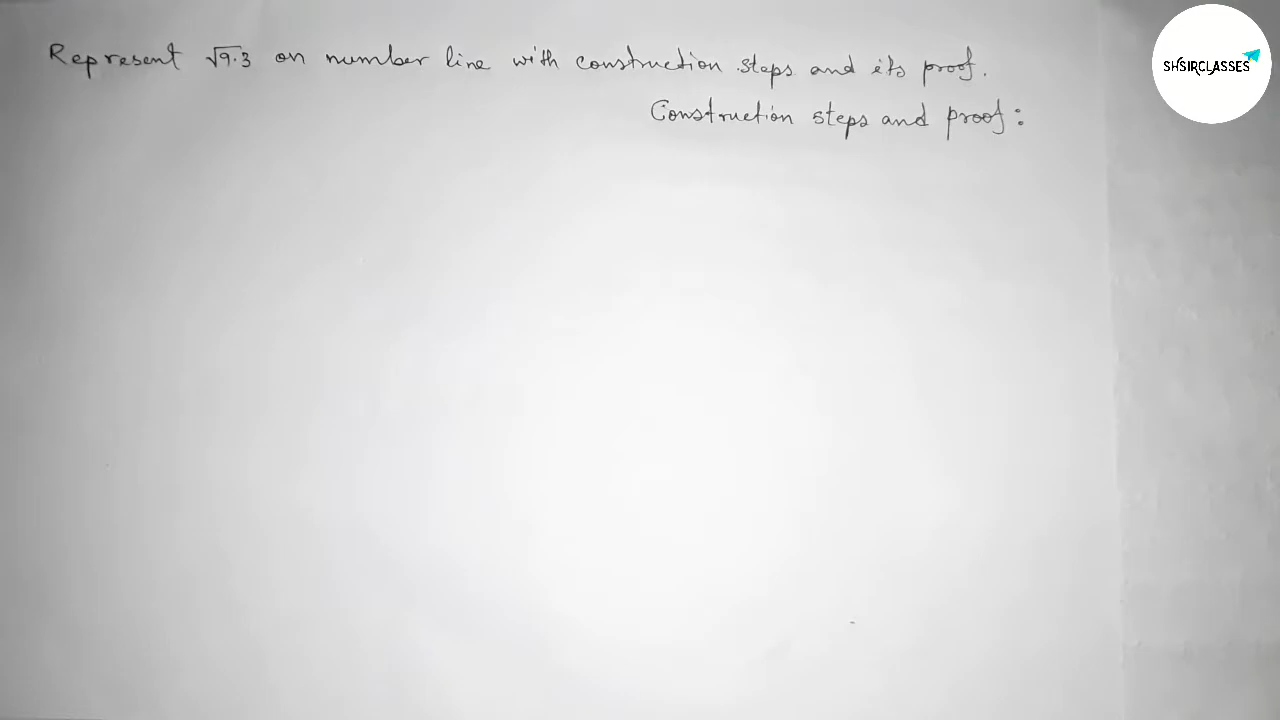 Represent √9.3 on number line with construction steps and its proof.
Construction steps and proof:
SHSIRCLASSES